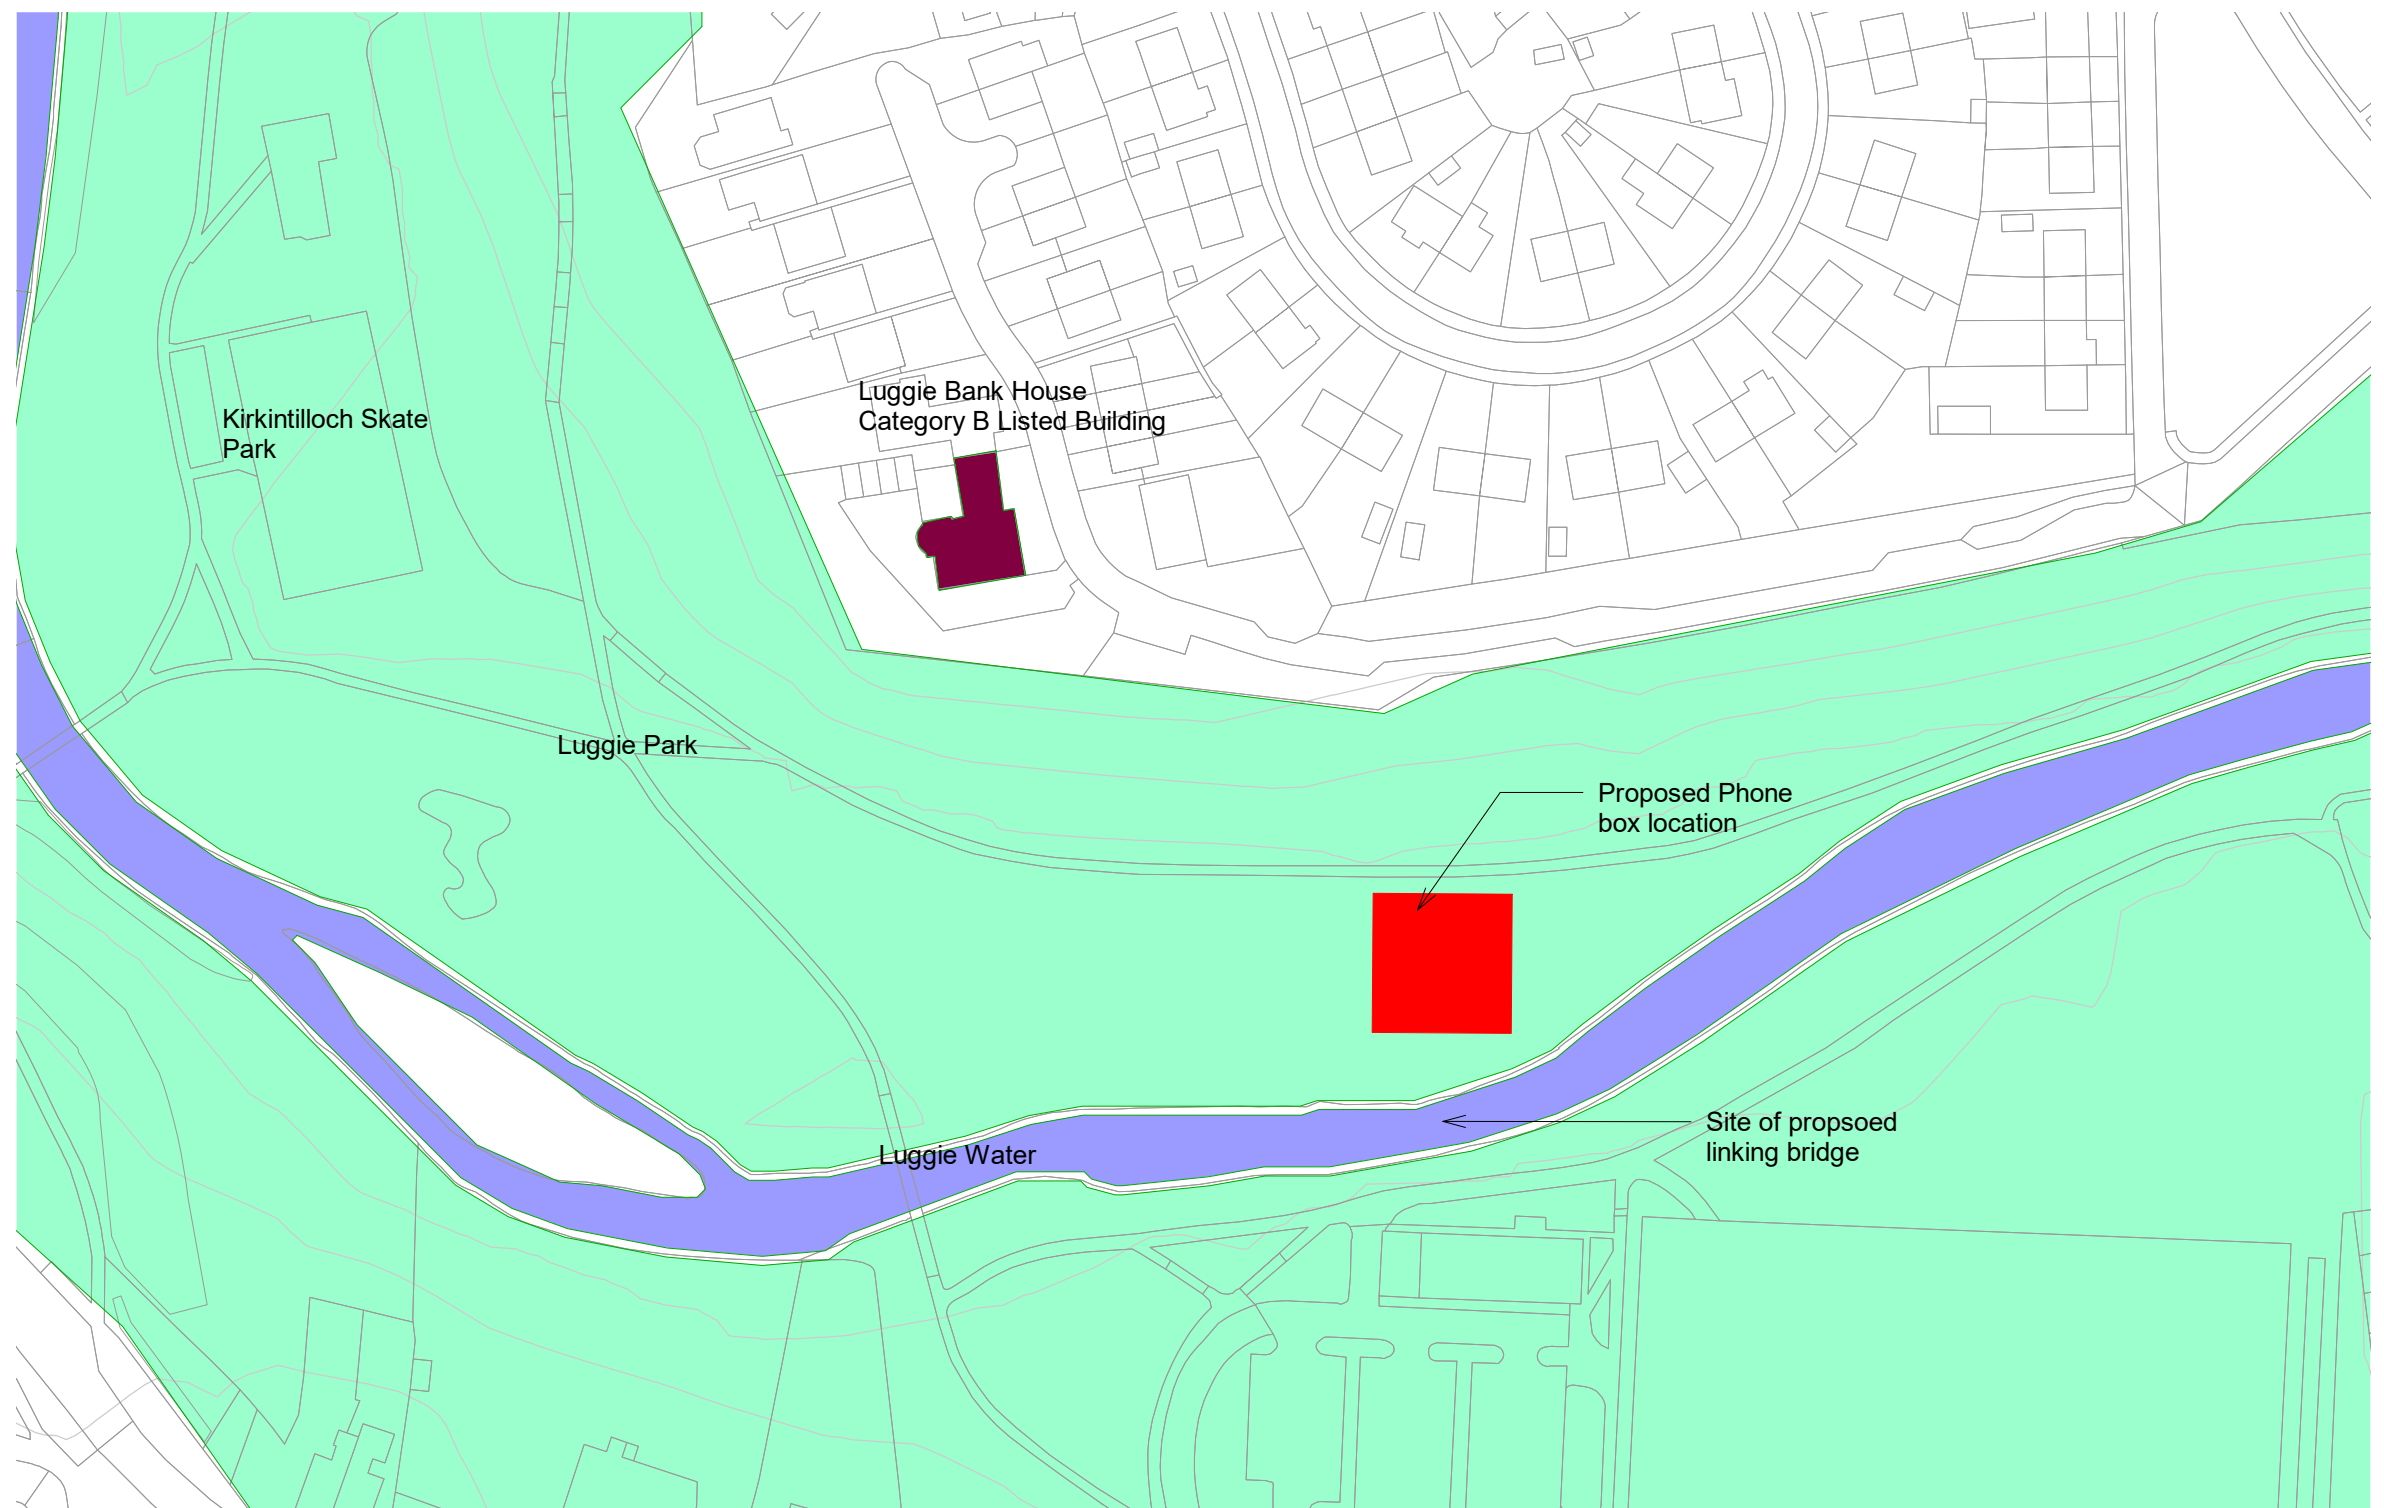 Luggie Bank House
Category B Listed Building
Kirkintilloch Skate
Park
Luggie Park
Proposed Phone
box location
Site of propsoed
linking bridge
Luggie Water